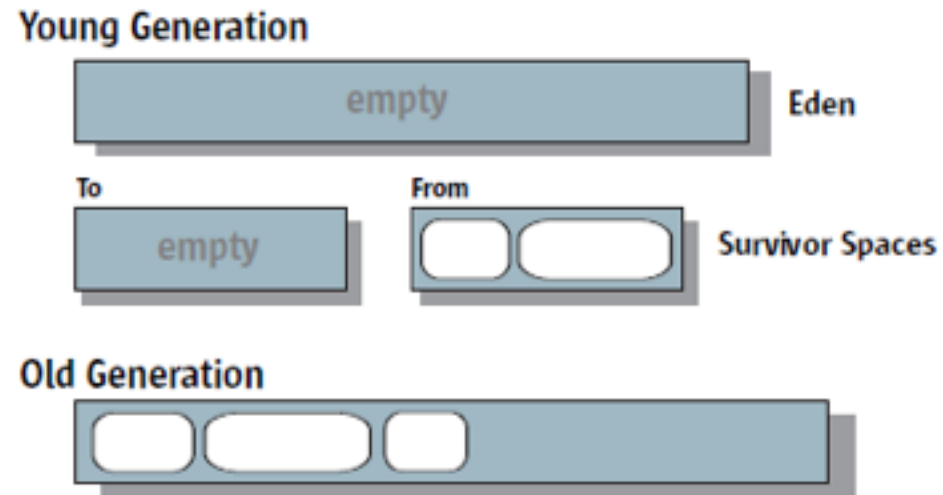 Young Generation
empty
Eden
To
From
empty
Survivor Spaces
Old Generation